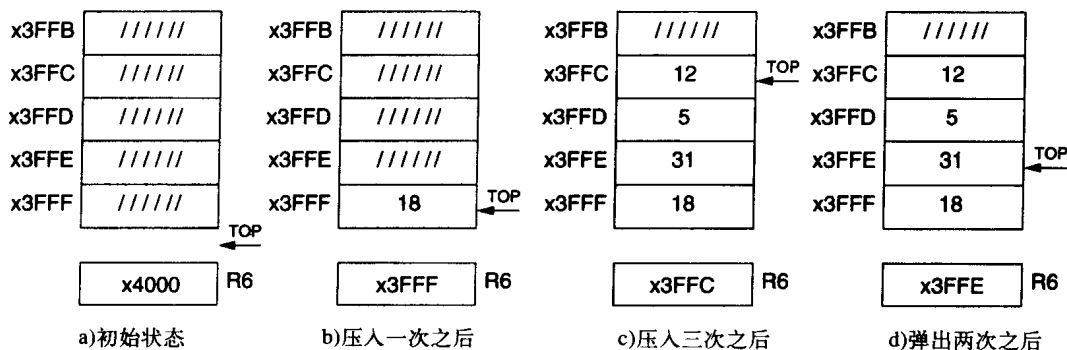 x3FFB //////
x3FFC //////
x3FFD //////
x3FFE //////
x3FFF //////
TOP
x4000 R6
a)初始状态
x3FFB //////
x3FFC //////
x3FFD //////
x3FFE //////
x3FFF 18
TOP
x3FFF R6
b)压入一次之后
x3FFB //////
x3FFC 12
TOP
x3FFD 5
x3FFE 31
x3FFF 18
x3FFC R6
c)压入三次之后
x3FFB //////
x3FFC 12
x3FFD 5
x3FFE 31
TOP
x3FFF 18
x3FFE R6
d)弹出两次之后